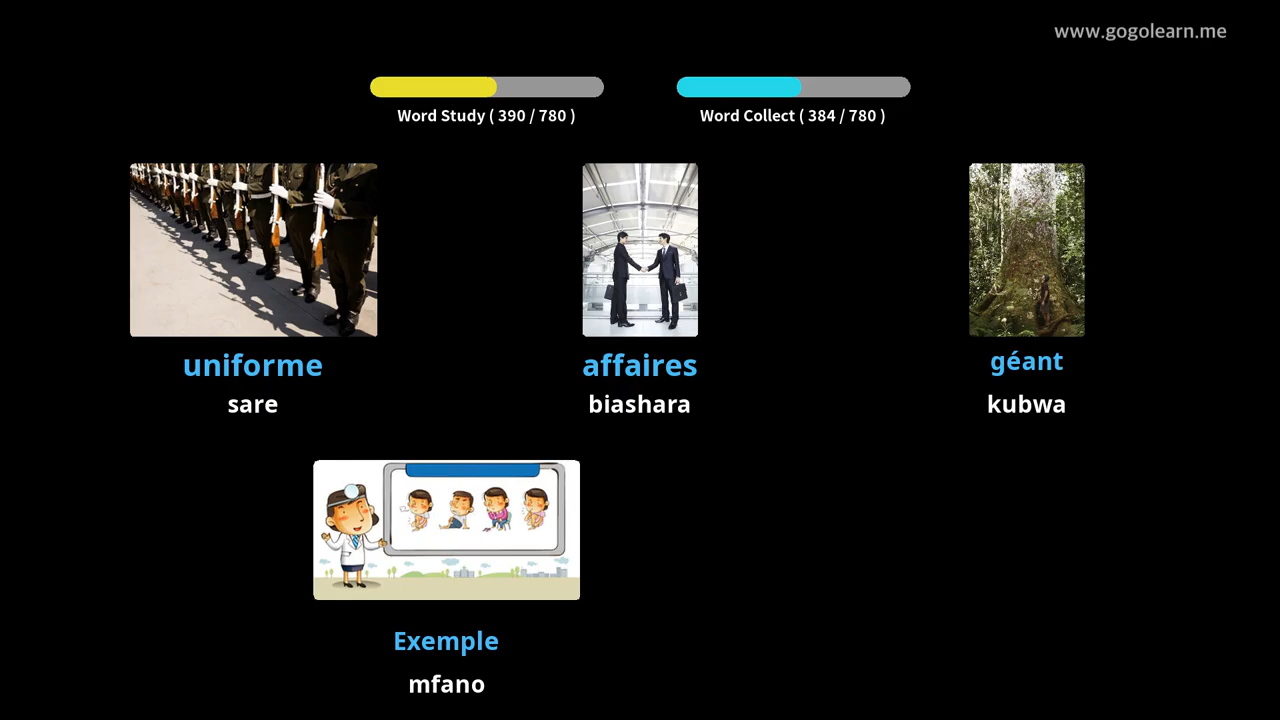 www.gogolearn.me
Word Study ( 390 / 780 )
Word Collect ( 384 / 780 )
uniforme
sare
affaires
biashara
géant
kubwa
Exemple
mfano